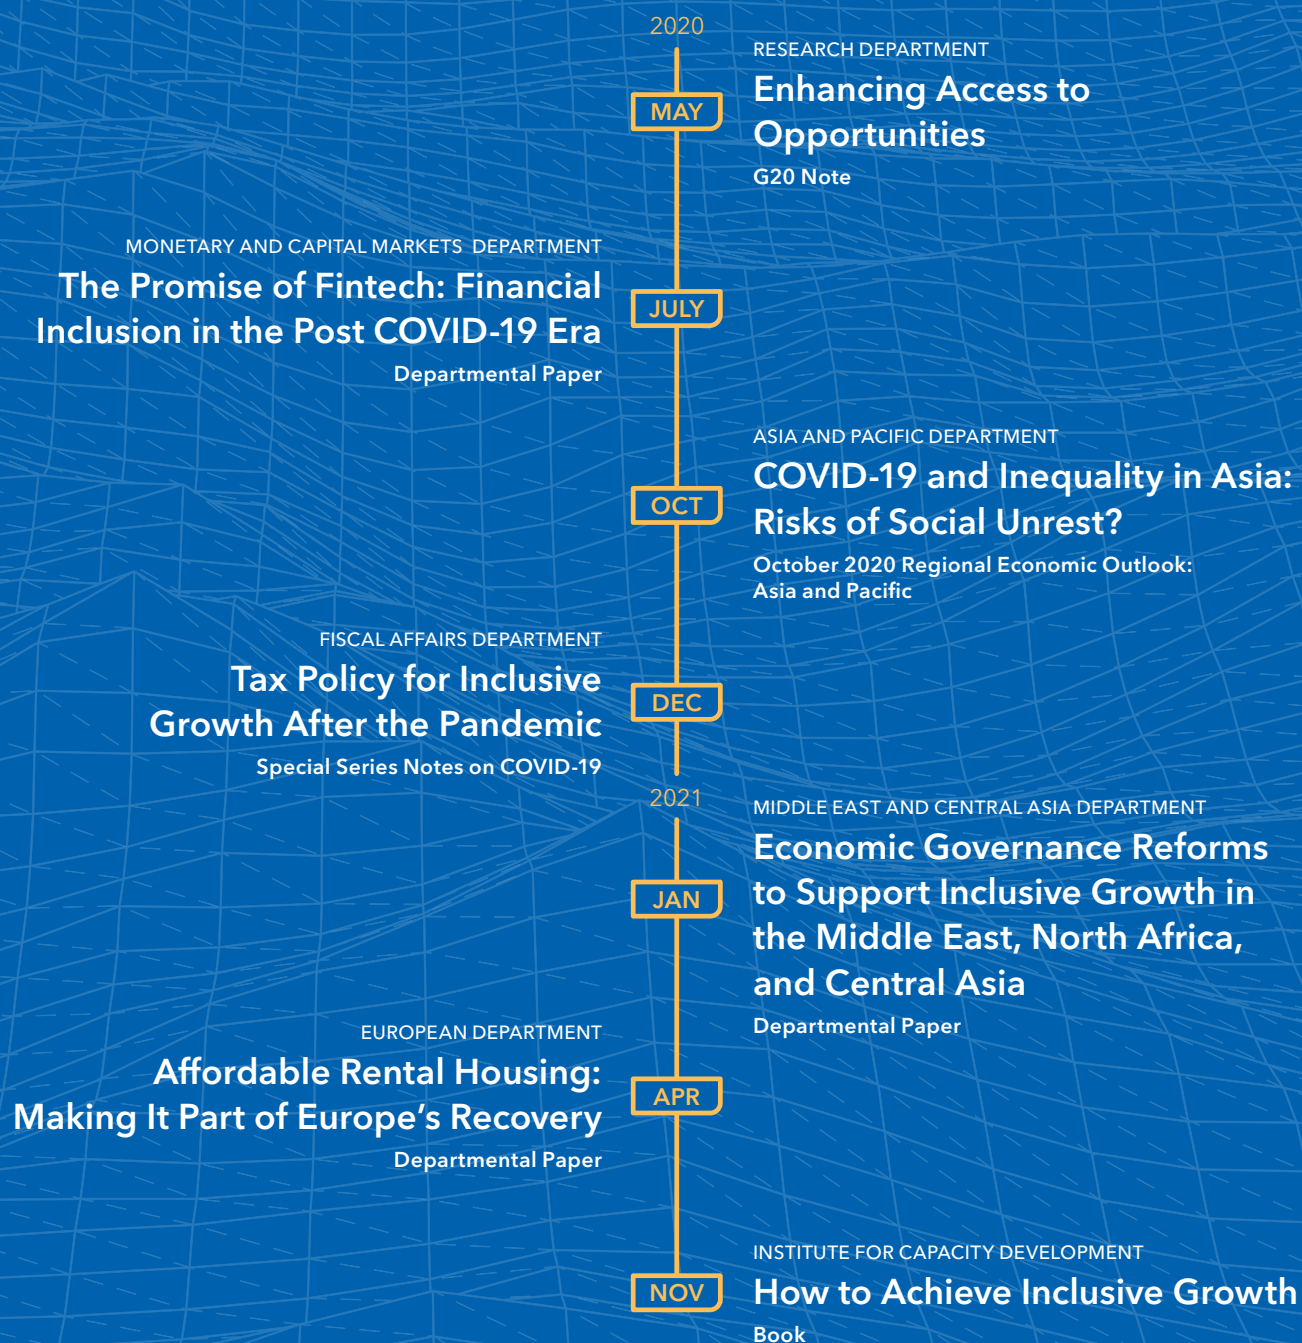 2020
MAY
RESEARCH DEPARTMENT
Enhancing Access to
Opportunities
G20 Note
MONETARY AND CAPITAL MARKETS DEPARTMENT
The Promise of Fintech: Financial
Inclusion in the Post COVID-19 Era
Departmental Paper
JULY
OCT
ASIA AND PACIFIC DEPARTMENT
COVID-19 and Inequality in Asia:
Risks of Social Unrest?
October 2020 Regional Economic Outlook:
Asia and Pacific
FISCAL AFFAIRS DEPARTMENT
Tax Policy for Inclusive
Growth After the Pandemic
Special Series Notes on COVID-19
DEC
2021
JAN
MIDDLE EAST AND CENTRAL ASIA DEPARTMENT
Economic Governance Reforms
to Support Inclusive Growth in
the Middle East, North Africa,
and Central Asia
Departmental Paper
EUROPEAN DEPARTMENT
Affordable Rental Housing:
Making It Part of Europe’s Recovery
Departmental Paper
APR
NOV
INSTITUTE FOR CAPACITY DEVELOPMENT
How to Achieve Inclusive Growth
Book